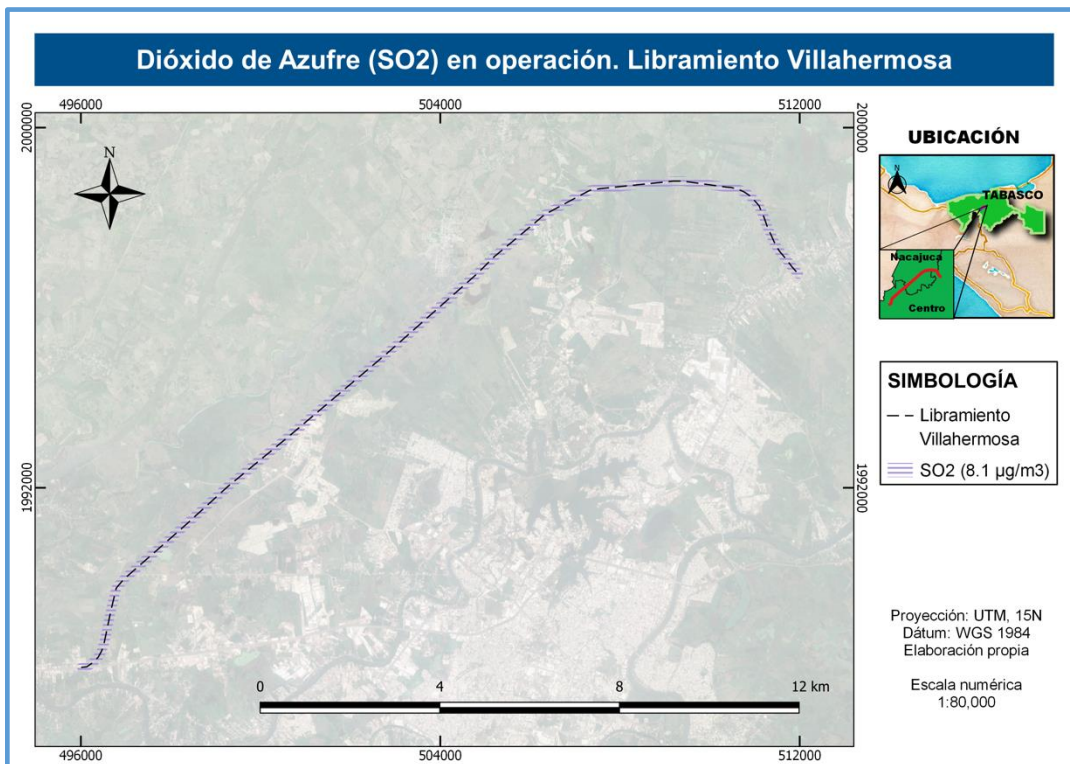 Dióxido de Azufre (SO2) en operación. Libramiento Villahermosa
496000 504000 512000
2000000 2000000
N
UBICACIÓN
N
TABASCO
Nacajuca
Centro
SIMBOLOGÍA
Libramiento
Villahermosa
SO2 (8.1 µg/m3)
1992000 1992000
Proyección: UTM, 15N
Dátum: WGS 1984
Elaboración propia
Escala numérica
1:80,000
0 4 8 12 km
496000 504000 512000